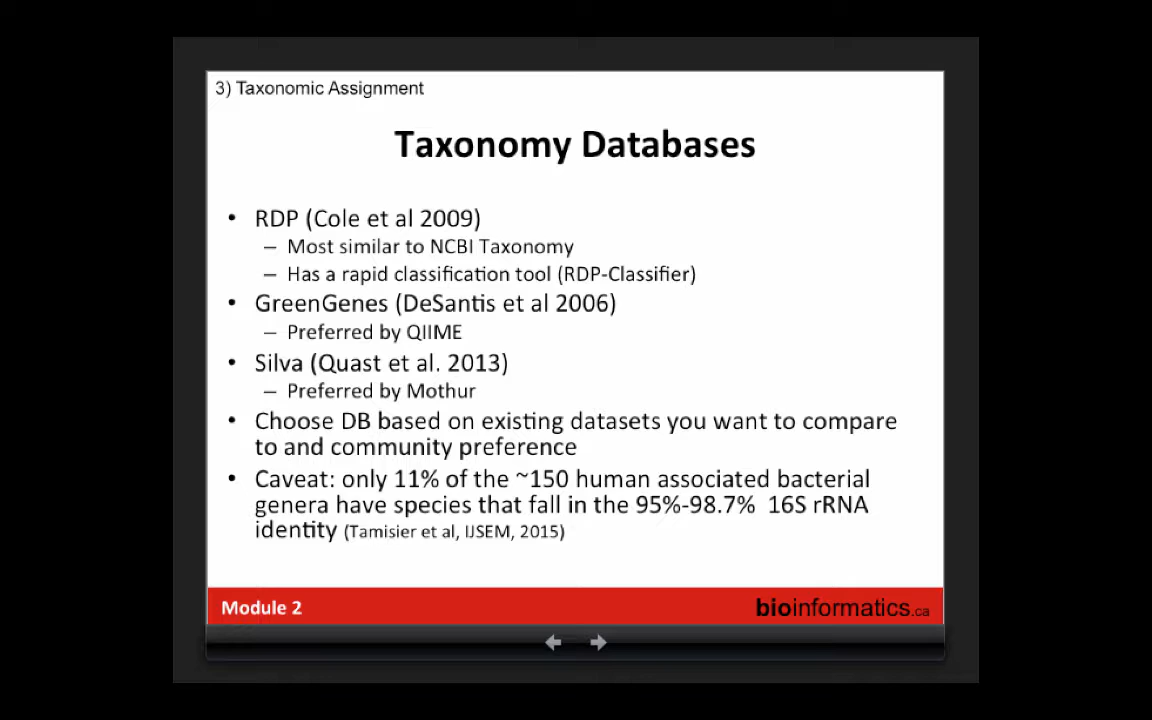 3) Taxonomic Assignment
Taxonomy Databases
• RDP (Cole et al 2009)
– Most similar to NCBI Taxonomy
– Has a rapid classification tool (RDP-Classifier)
• GreenGenes (DeSantis et al 2006)
– Preferred by QIIME
• Silva (Quast et al. 2013)
– Preferred by Mothur
• Choose DB based on existing datasets you want to compare
to and community preference
• Caveat: only 11% of the ~150 human associated bacterial
genera have species that fall in the 95%-98.7% 16S rRNA
identity (Tamisier et al, IJSEM, 2015)
Module 2
bioinformatics.ca